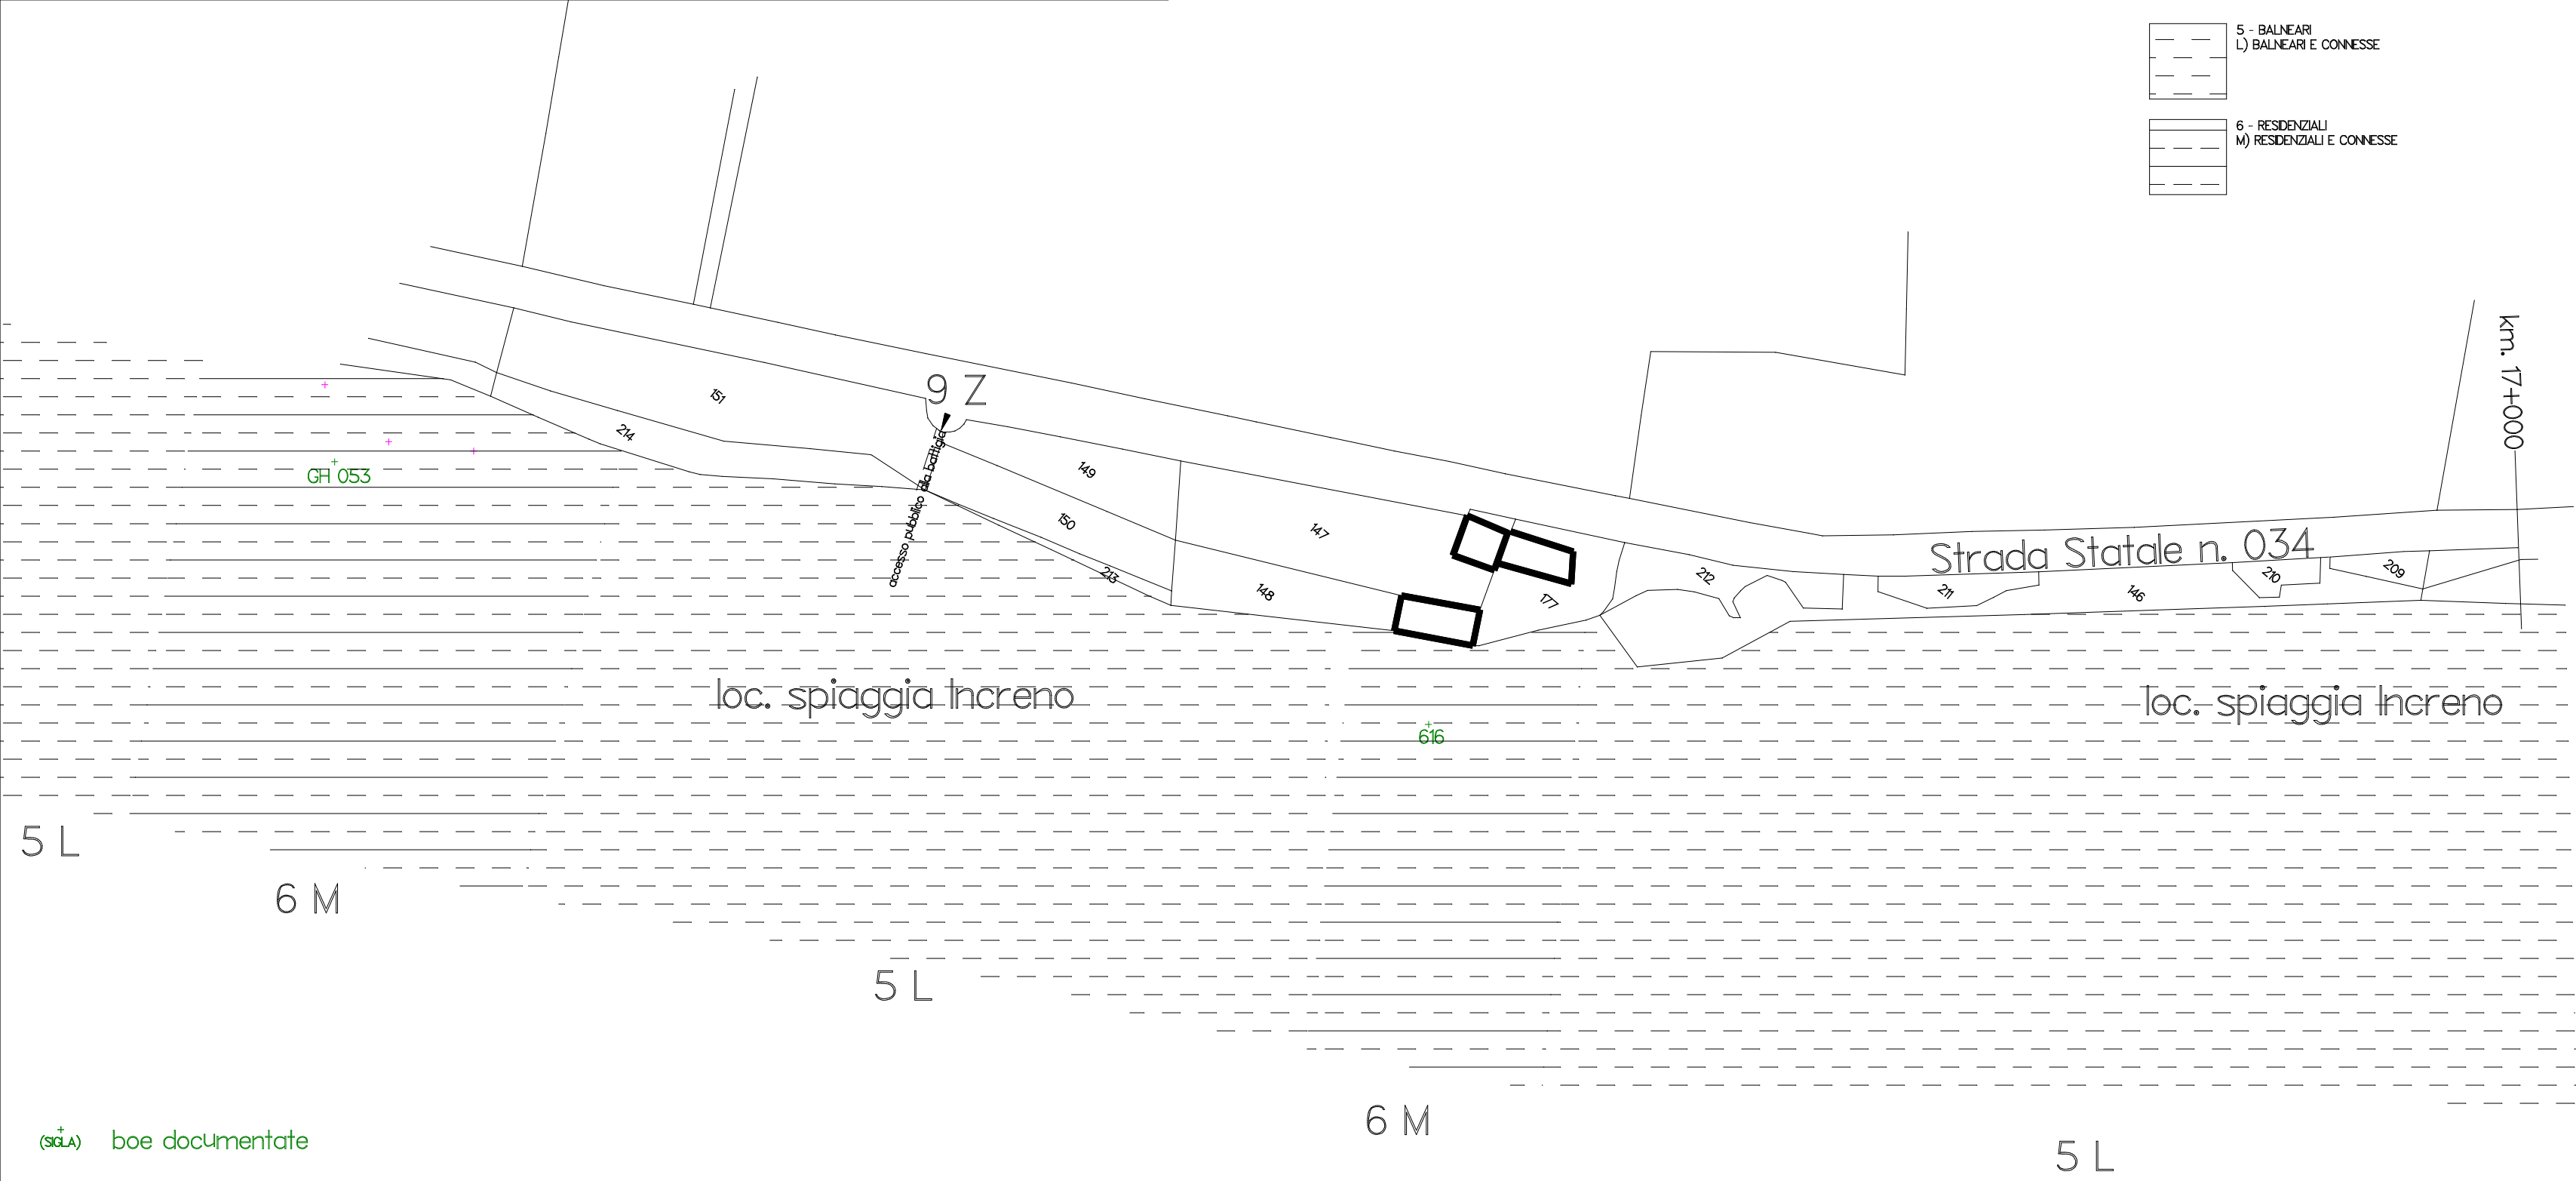 5 - BALNEARI
L) BALNEARI E CONNESSE
6 - RESIDENZIALI
M) RESIDENZIALI E CONNESSE
km. 17+000
9 Z
151
214
accesso pubblico alla battigia
149
150
213
147
148
177
212
Strada Statale n. 034
211
146
210
209
GH 053
loc. spiaggia Increno
loc. spiaggia Increno
616
5 L
6 M
5 L
6 M
5 L
(SIGLA) boe documentate